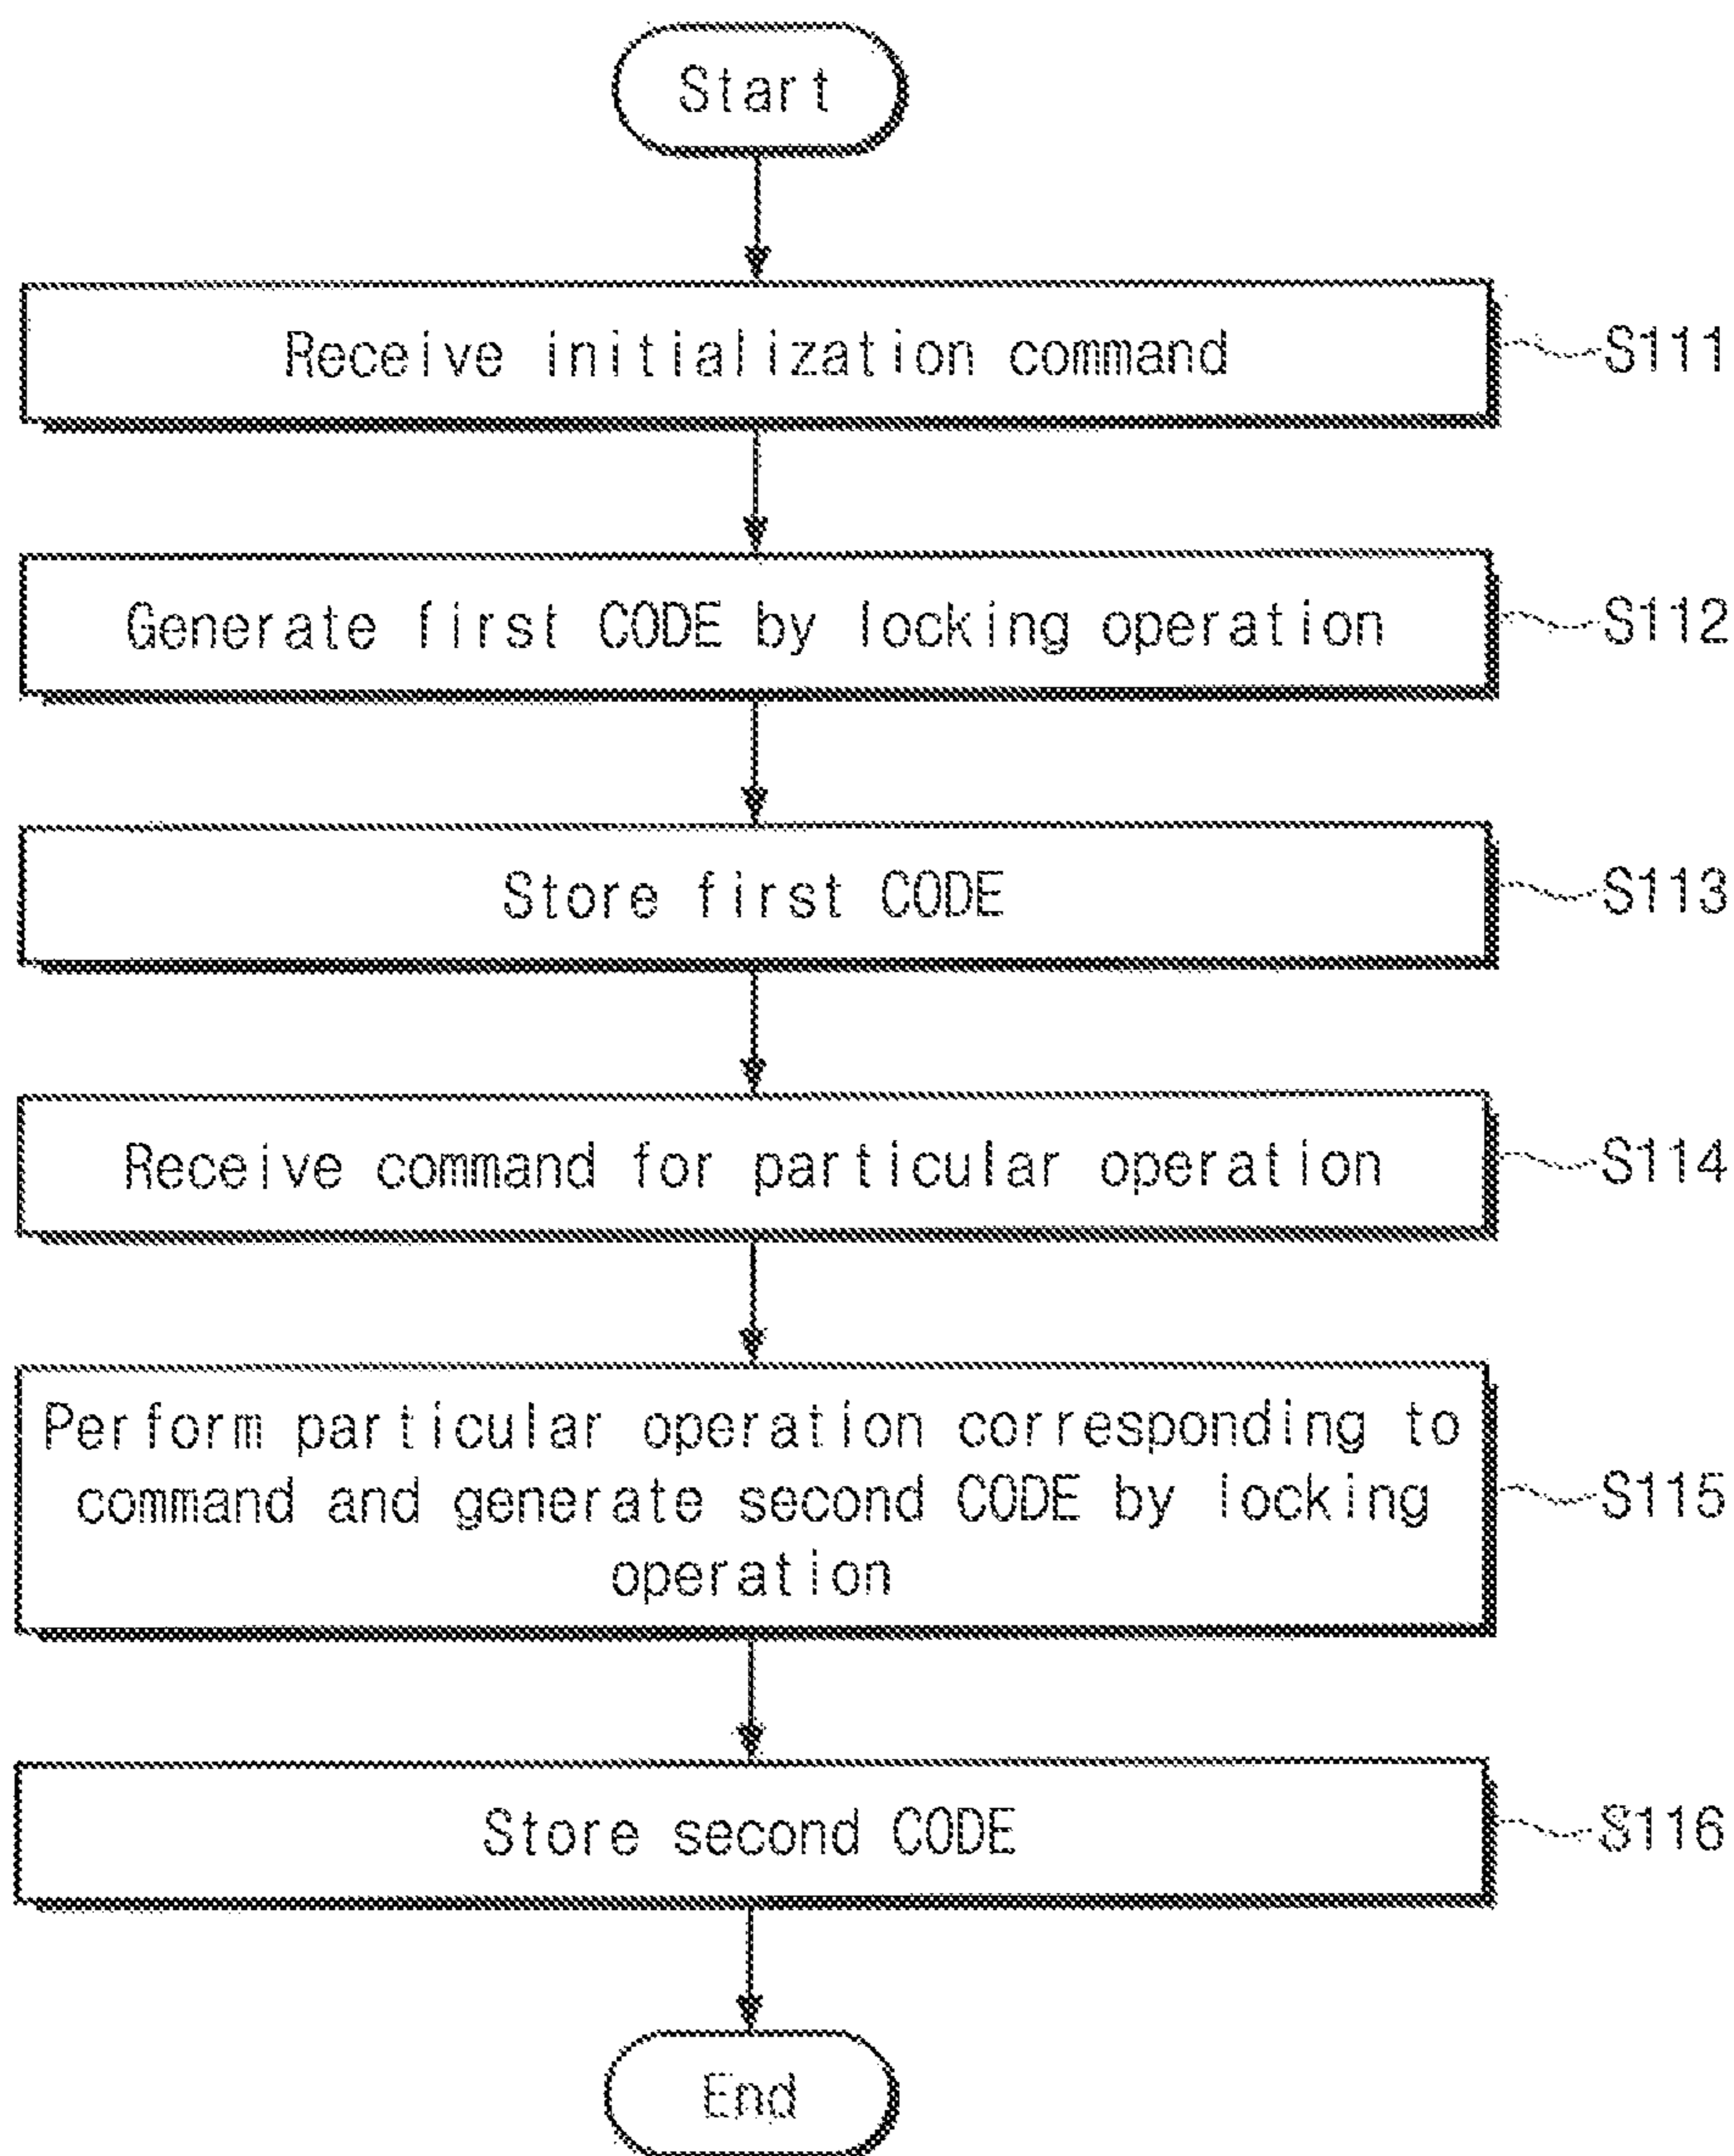 Start
Receive initialization command
S111
Generate first CODE by locking operation
S112
Store first CODE
S113
Receive command for particular operation
S114
Perform particular operation corresponding to
command and generate second CODE by locking
operation
S115
Store second CODE
S116
End